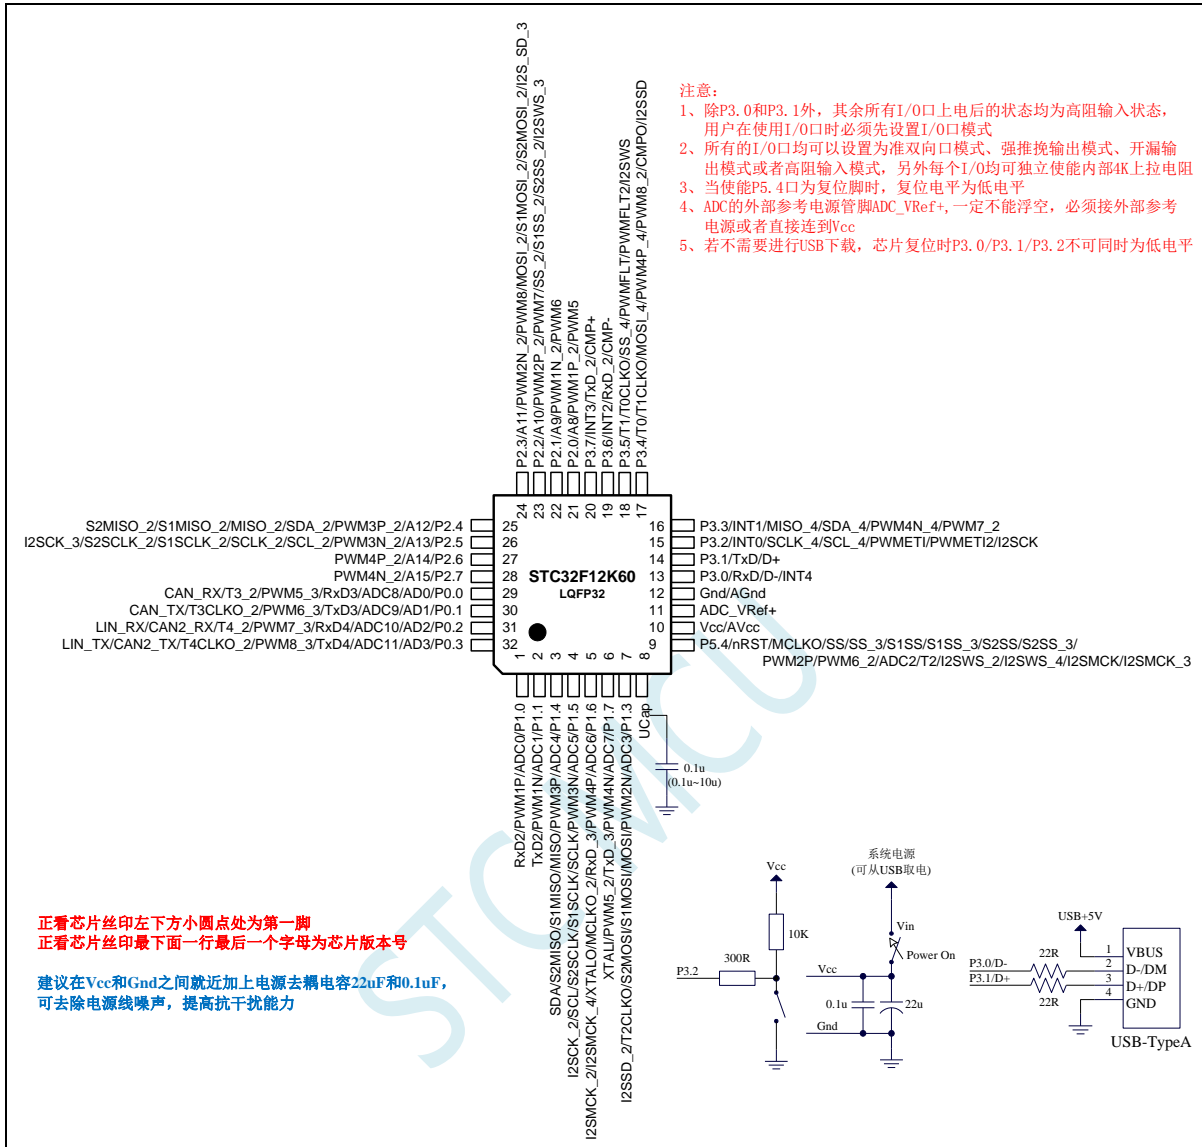 注意：
1、除P3.0和P3.1外，其余所有I/O口上电后的状态均为高阻输入状态，
用户在使用I/O口时必须先设置I/O口模式
2、所有的I/O口均可以设置为准双向口模式、强推挽输出模式、开漏输
出模式或者高阻输入模式，另外每个I/O均可独立使能内部4K上拉电阻
3、当使能P5.4口为复位脚时，复位电平为低电平
4、ADC的外部参考电源管脚ADC_VRef+,一定不能浮空，必须接外部参考
电源或者直接连到Vcc
5、若不需要进行USB下载，芯片复位时P3.0/P3.1/P3.2不可同时为低电平
P2.3/A11/PWM2N_2/PWM8/MOSI_2/S1MOSI_2/S2MOSI_2/I2S_SD_3
P2.2/A10/PWM2P_2/PWM7/SS_2/S1SS_2/S2SS_2/I2SWS_3
P2.1/A9/PWM1N_2/PWM6
P2.0/A8/PWM1P_2/PWM5
P3.7/INT3/TxD_2/CMP+
P3.6/INT2/RxD_2/CMP-
P3.5/T1/T0CLKO/SS_4/PWMFLT/PWMFLT2/I2SWS
P3.4/T0/T1CLKO/MOSI_4/PWM4P_4/PWM8_2/CMPO/I2SSD
24 23 22 21 20 19 18 17
S2MISO_2/S1MISO_2/MISO_2/SDA_2/PWM3P_2/A12/P2.4 25
I2SCK_3/S2SCLK_2/S1SCLK_2/SCLK_2/SCL_2/PWM3N_2/A13/P2.5 26
PWM4P_2/A14/P2.6 27
PWM4N_2/A15/P2.7 28
CAN_RX/T3_2/PWM5_3/RxD3/ADC8/AD0/P0.0 29
CAN_TX/T3CLKO_2/PWM6_3/TxD3/ADC9/AD1/P0.1 30
LIN_RX/CAN2_RX/T4_2/PWM7_3/RxD4/ADC10/AD2/P0.2 31
LIN_TX/CAN2_TX/T4CLKO_2/PWM8_3/TxD4/ADC11/AD3/P0.3 32
STC32F12K60
LQFP32
16 P3.3/INT1/MISO_4/SDA_4/PWM4N_4/PWM7_2
15 P3.2/INT0/SCLK_4/SCL_4/PWMETI/PWMETI2/I2SCK
14 P3.1/TxD/D+
13 P3.0/RxD/D-/INT4
12 Gnd/AGnd
11 ADC_VRef+
10 Vcc/AVcc
9 P5.4/nRST/MCLKO/SS/SS_3/S1SS/S1SS_3/S2SS/S2SS_3/
PWM2P/PWM6_2/ADC2/T2/I2SWS_2/I2SWS_4/I2SMCK/I2SMCK_3
1 2 3 4 5 6 7 8
RxD2/PWM1P/ADC0/P1.0
TxD2/PWM1N/ADC1/P1.1
SDA/S2MISO/S1MISO/MISO/PWM3P/ADC4/P1.4
I2SCK_2/SCL/S2SCLK/S1SCLK/SCLK/PWM3N/ADC5/P1.5
I2SMCK_2/I2SMCK_4/XTALO/MCLKO_2/RxD_3/PWM4P/ADC6/P1.6
XTALI/PWM5_2/TxD_3/PWM4N/ADC7/P1.7
I2SSD_2/T2CLKO/S2MOSI/S1MOSI/MOSI/PWM2N/ADC3/P1.3
UCap
0.1u
(0.1u~10u)
STCMCU
正看芯片丝印左下方小圆点处为第一脚
正看芯片丝印最下面一行最后一个字母为芯片版本号
建议在Vcc和Gnd之间就近加上电源去耦电容22uF和0.1uF，
可去除电源线噪声，提高抗干扰能力
Vcc
10K
300R
P3.2
系统电源
(可从USB取电)
Vin
Power On
Vcc
0.1u
22u
Gnd
USB+5V
P3.0/D-
P3.1/D+
22R
22R
1 VBUS
2 D-/DM
3 D+/DP
4 GND
USB-TypeA